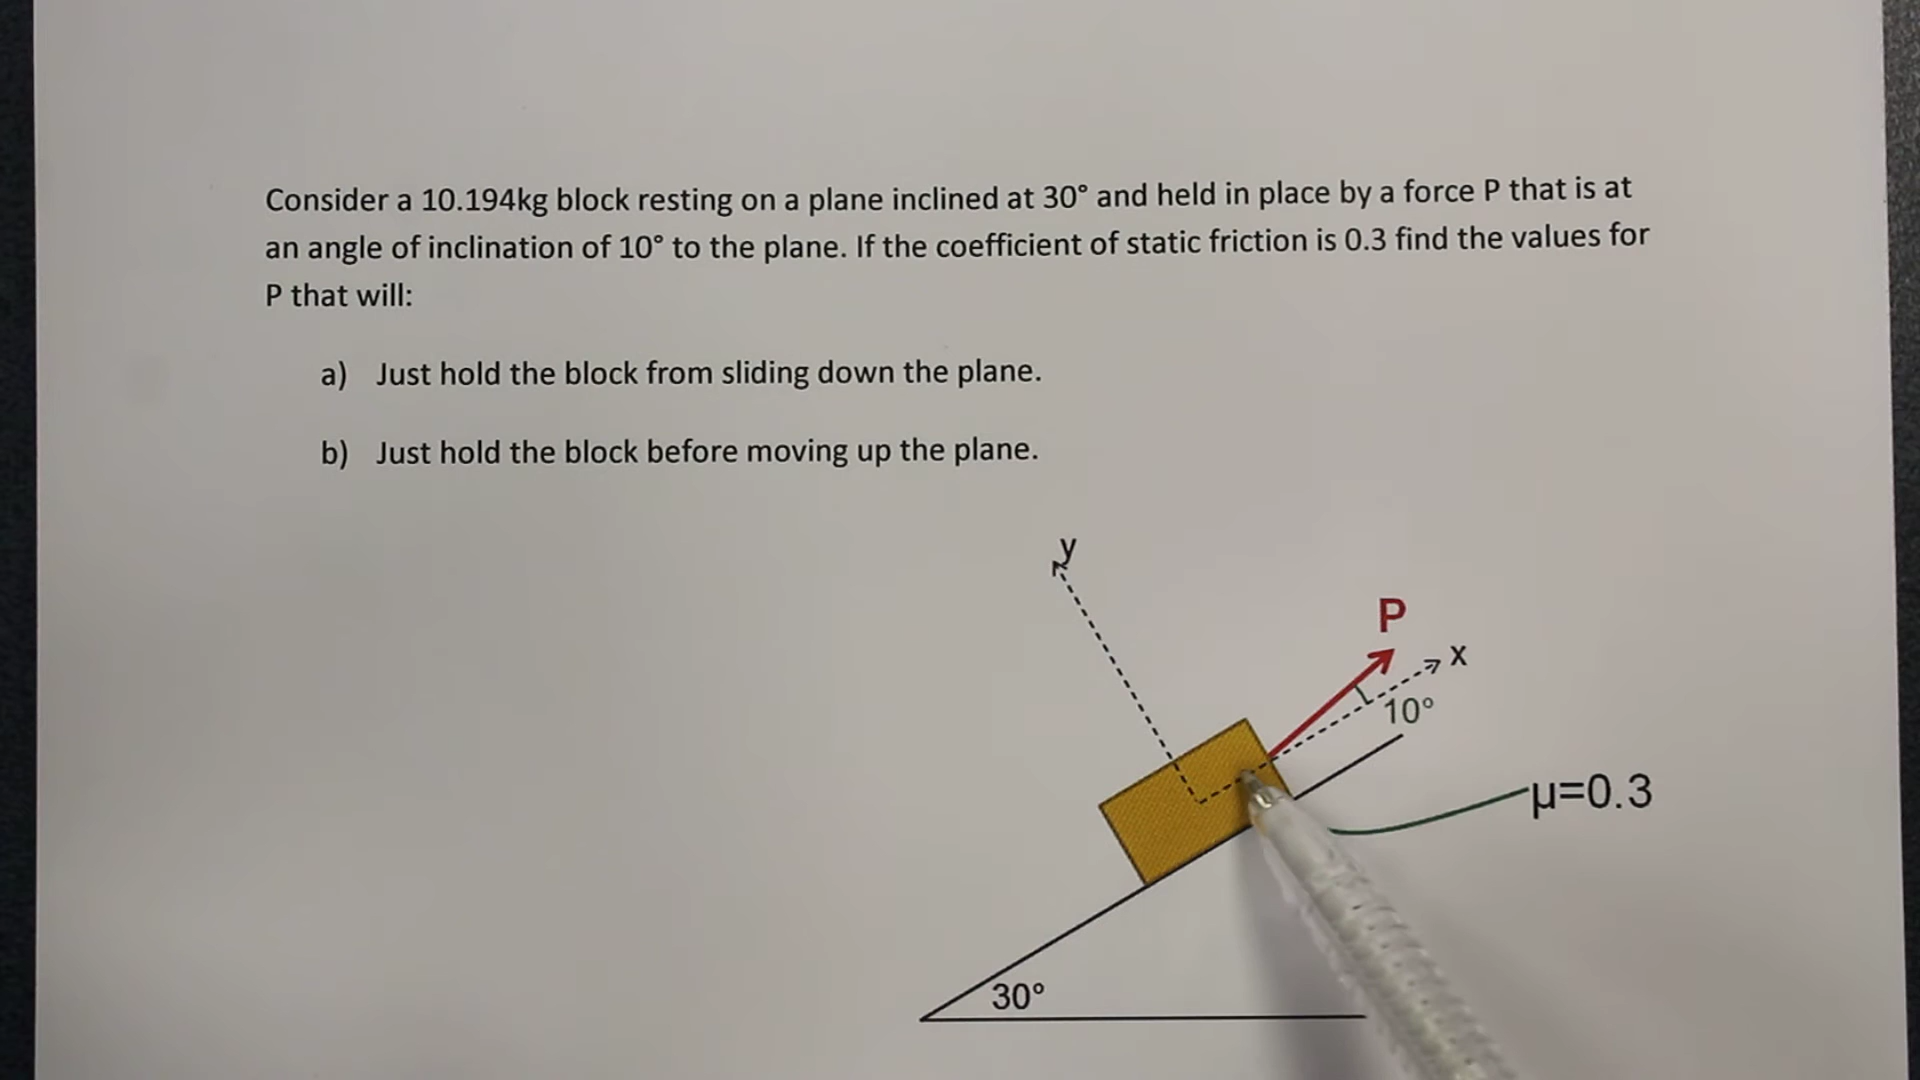 Consider a 10.194kg block resting on a plane inclined at 30° and held in place by a force P that is at
an angle of inclination of 10° to the plane. If the coefficient of static friction is 0.3 find the values for
P that will:
a) Just hold the block from sliding down the plane.
b) Just hold the block before moving up the plane.
y
P
x
10°
μ=0.3
30°